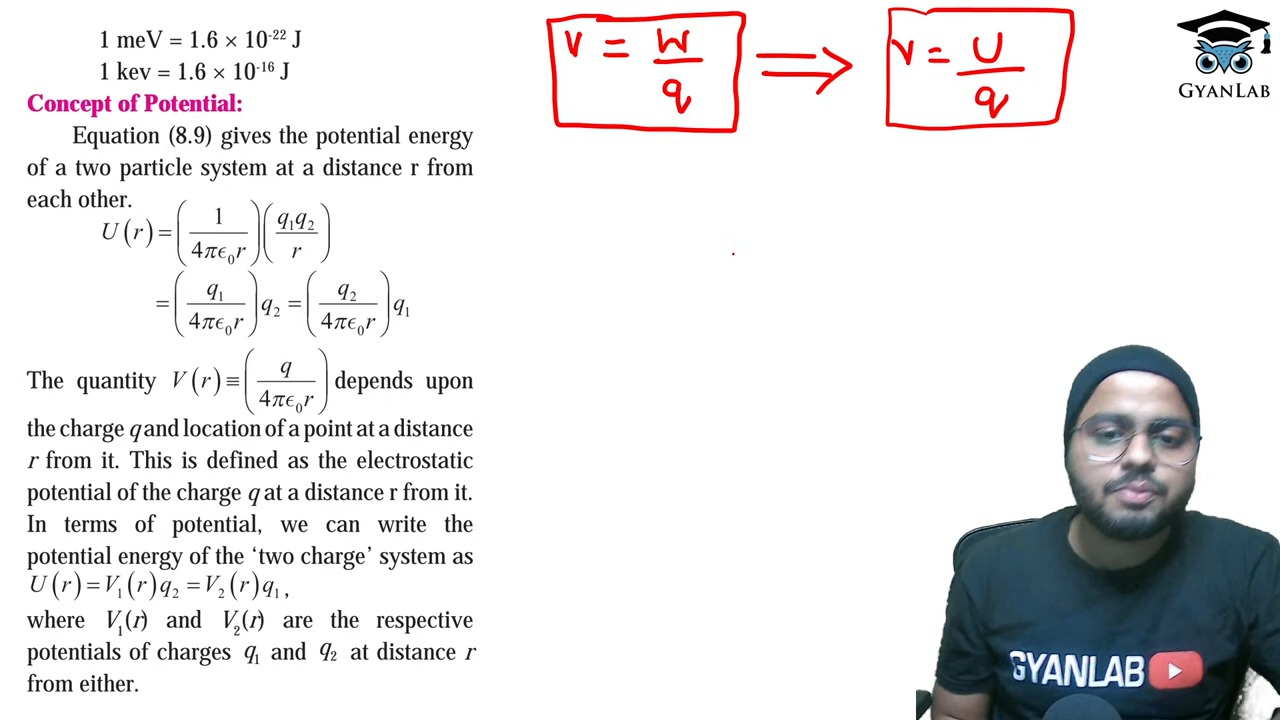 1 meV = 1.6 × 10⁻²² J
1 kev = 1.6 × 10⁻¹⁶ J
Concept of Potential:
Equation (8.9) gives the potential energy
of a two particle system at a distance r from
each other.
U(r) = (1/4πϵ₀r)(q₁q₂/r)
= (q₁/4πϵ₀r) q₂ = (q₂/4πϵ₀r) q₁
The quantity V(r) ≡ (q/4πϵ₀r) depends upon
the charge q and location of a point at a distance
r from it. This is defined as the electrostatic
potential of the charge q at a distance r from it.
In terms of potential, we can write the
potential energy of the ‘two charge’ system as
U(r) = V₁(r)q₂ = V₂(r)q₁,
where V₁(r) and V₂(r) are the respective
potentials of charges q₁ and q₂ at distance r
from either.
V = W/q ⟹ V = U/q
GYANLAB
GYANLAB